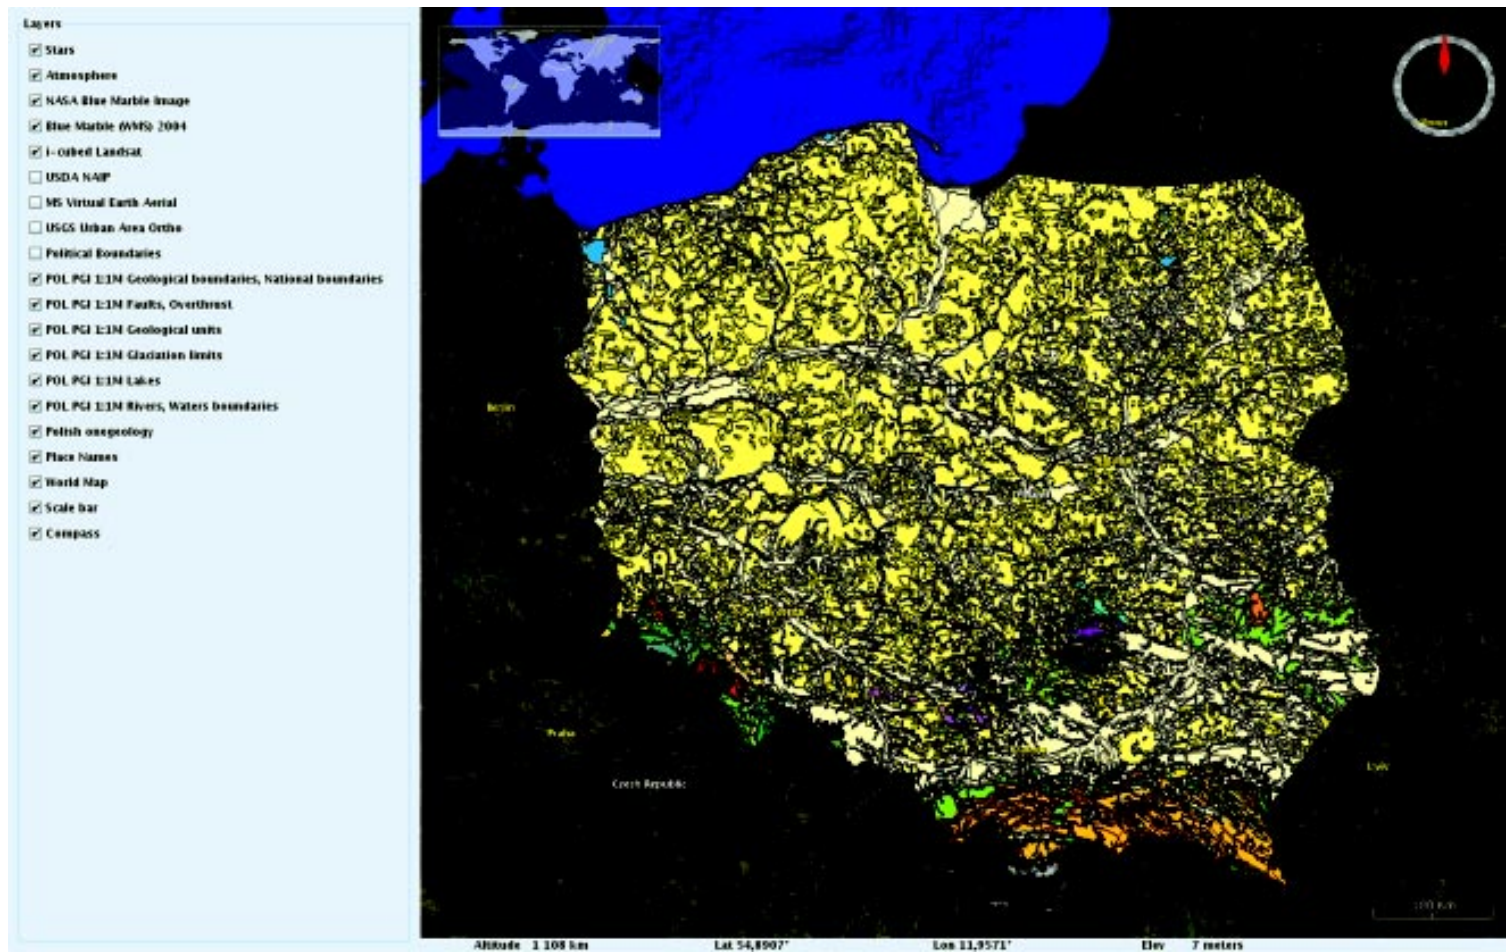 Layers
Stars
Atmosphere
NASA Blue Marble Image
Blue Marble (WMS) 2004
i-cubed Landsat
USDA NAIP
MS Virtual Earth Aerial
USGS Urban Area Ortho
Political Boundaries
POL PGI 1:1M Geological boundaries, National boundaries
POL PGI 1:1M Faults, Overthrust
POL PGI 1:1M Geological units
POL PGI 1:1M Glaciation limits
POL PGI 1:1M Lakes
POL PGI 1:1M Rivers, Waters boundaries
Polish onegeology
Place Names
World Map
Scale bar
Compass
Berlin
Praha
Czech Republic
Lviv
100 Km
Altitude 1 108 km Lat 54,8907° Lon 11,9571° Elev 7 meters